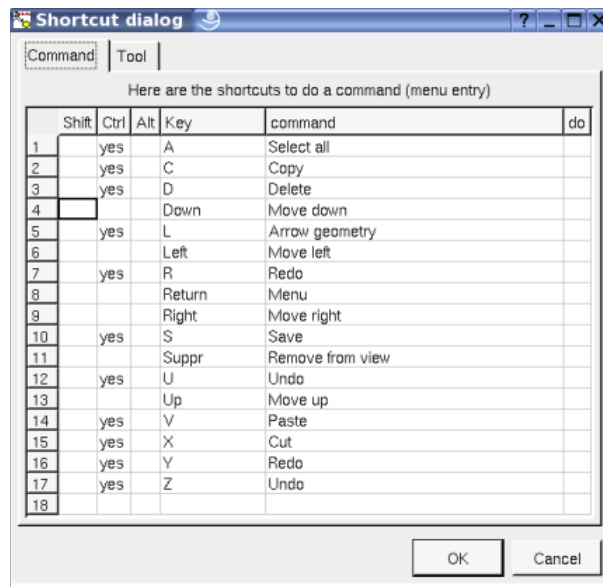 Shortcut dialog
Command Tool
Here are the shortcuts to do a command (menu entry)
Shift Ctrl Alt Key command do
1 yes A Select all
2 yes C Copy
3 yes D Delete
4 Down Move down
5 yes L Arrow geometry
6 Left Move left
7 yes R Redo
8 Return Menu
9 Right Move right
10 yes S Save
11 Suppr Remove from view
12 yes U Undo
13 Up Move up
14 yes V Paste
15 yes X Cut
16 yes Y Redo
17 yes Z Undo
18
OK Cancel